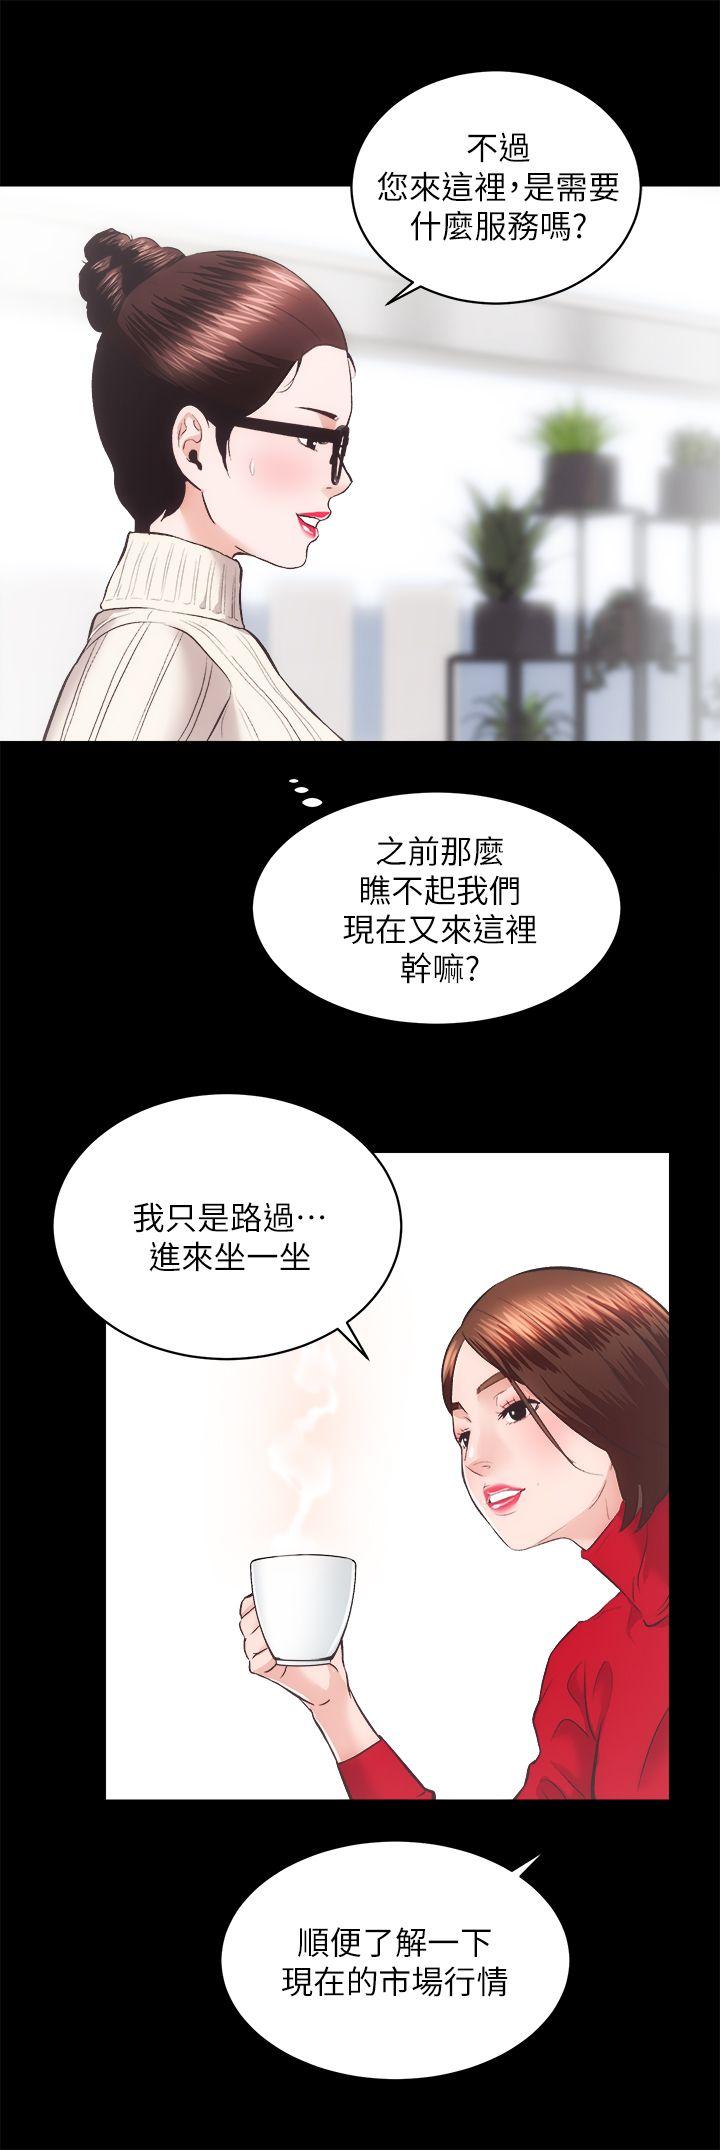 不過
您來這裡,是需要
什麼服務嗎?
之前那麼
瞧不起我們
現在又來這裡
幹嘛?
我只是路過⋯
進來坐一坐
順便了解一下
現在的市場行情